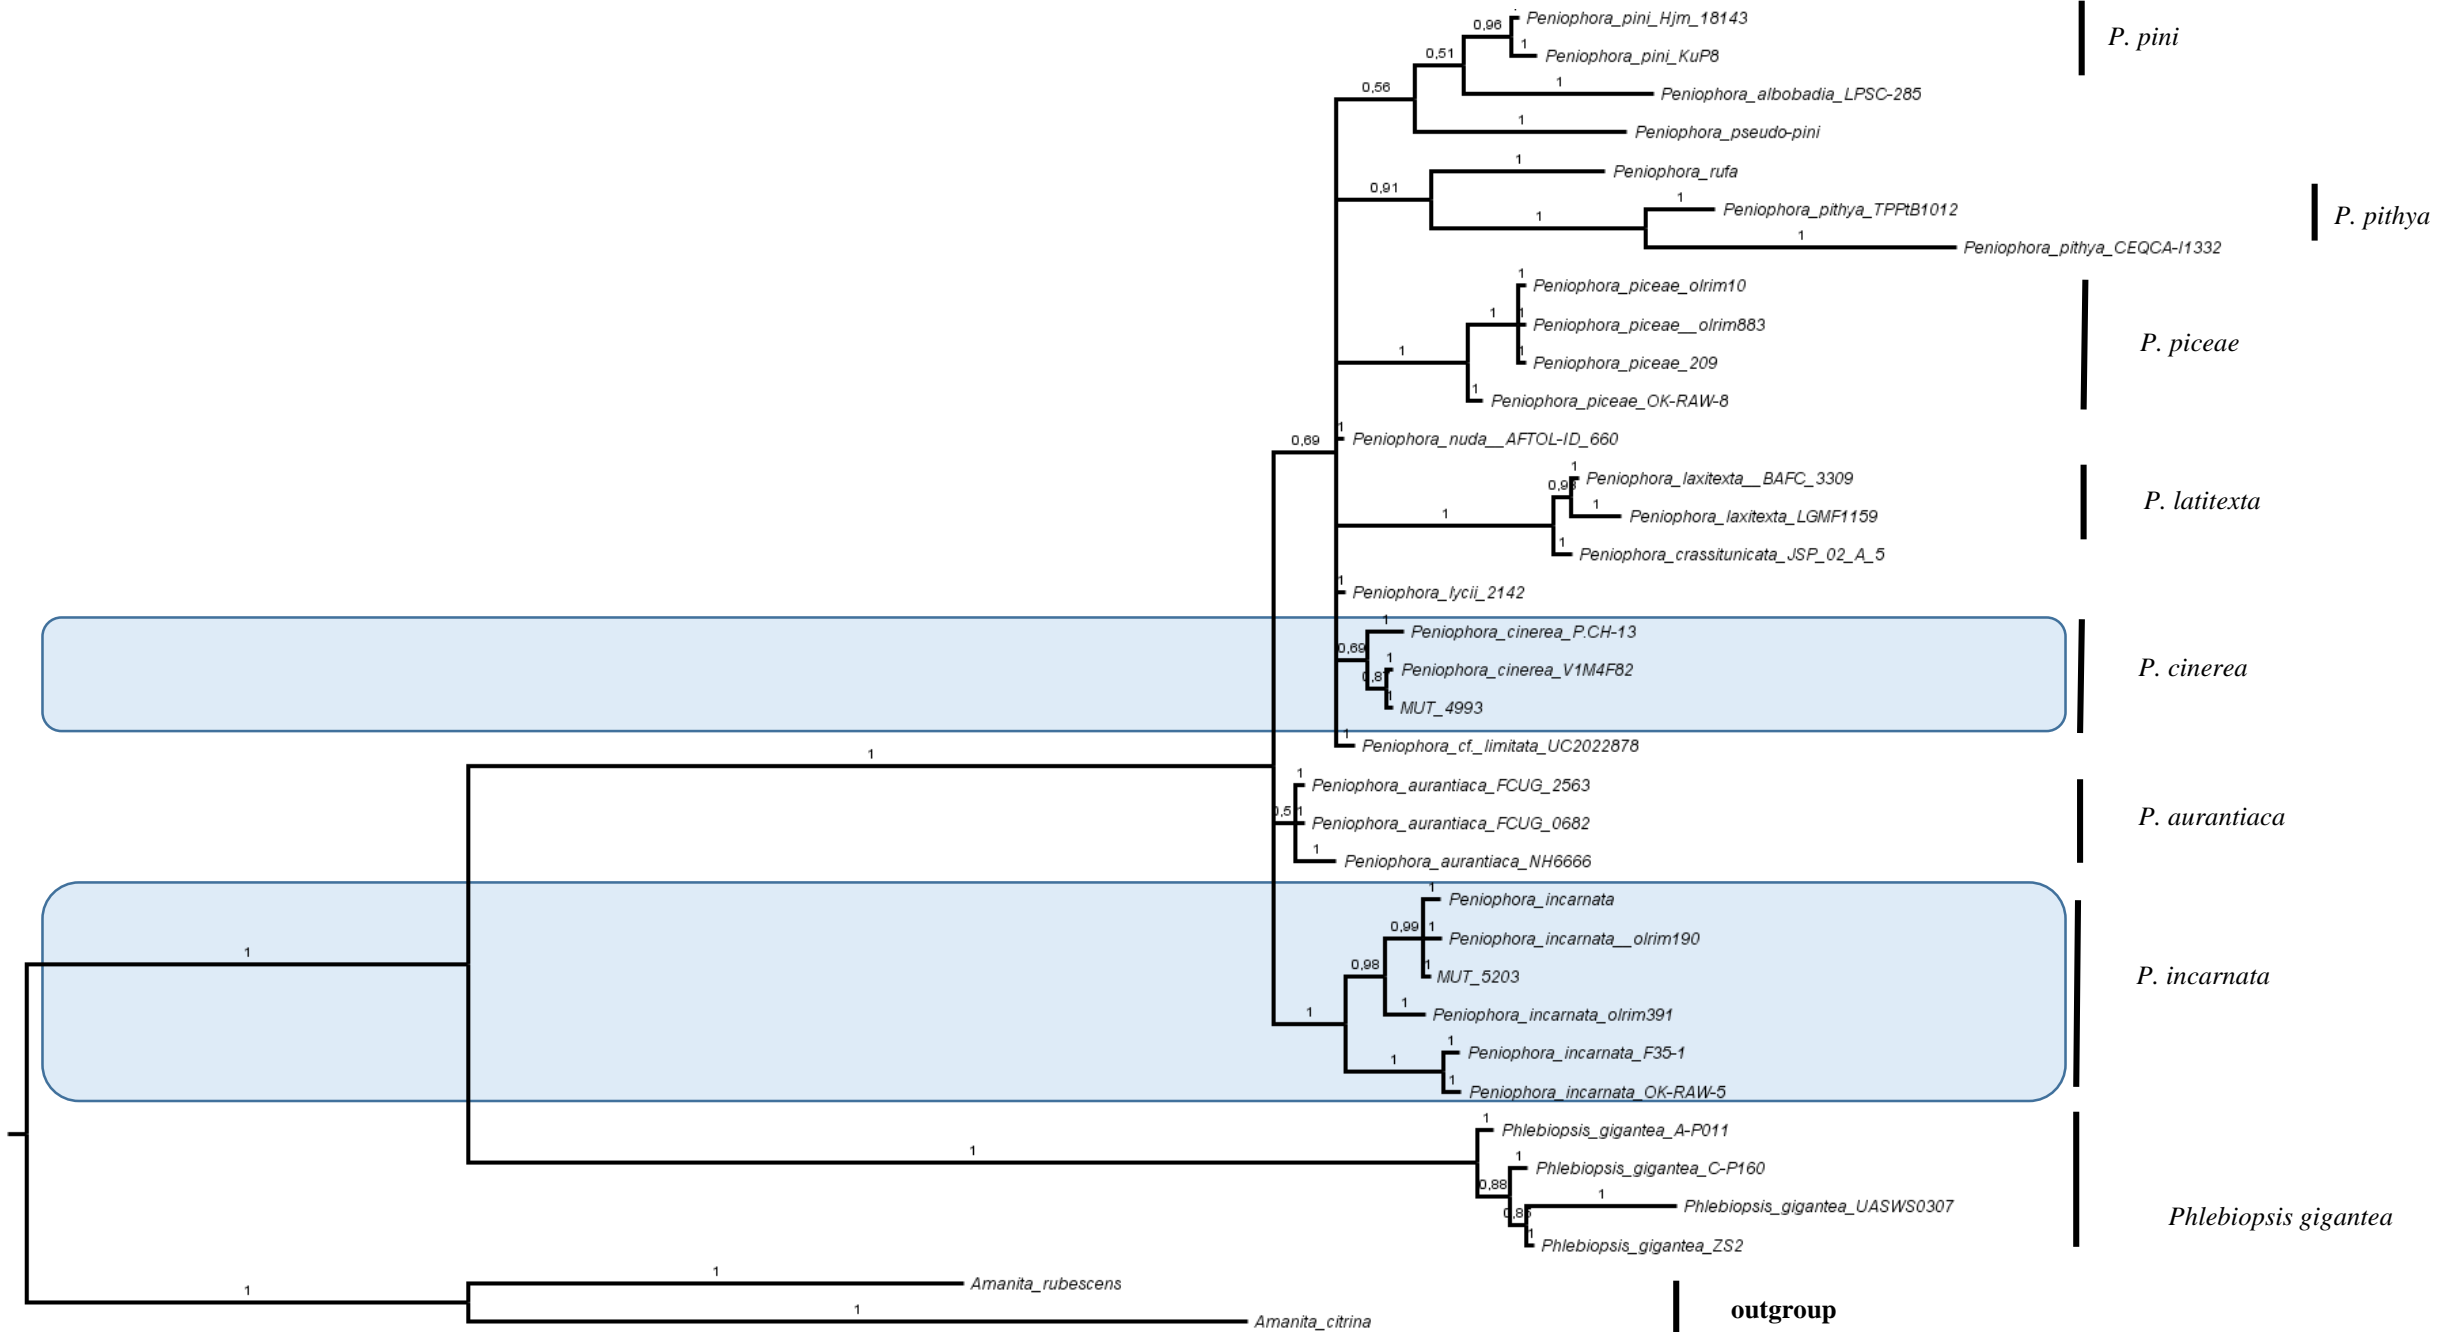 Peniophora_pini_Hjm_18143
0,96
P. pini
1
Peniophora_pini_KuP8
0,51
1
Peniophora_albobadia_LPSC-285
0,56
1
Peniophora_pseudo-pini
1
Peniophora_rufa
0,91
1
Peniophora_pithya_TPPtB1012
P. pithya
1
1
Peniophora_pithya_CEQCA-I1332
1
Peniophora_piceae_olrim10
1
1
Peniophora_piceae__olrim883
P. piceae
1
1
Peniophora_piceae_209
1
Peniophora_piceae_OK-RAW-8
0,69
1
Peniophora_nuda__AFTOL-ID_660
1
Peniophora_laxitexta__BAFC_3309
P. latitexta
1
1
Peniophora_laxitexta_LGMF1159
1
Peniophora_crassitunicata_JSP_02_A_5
1
Peniophora_lycii_2142
1
Peniophora_cinerea_P.CH-13
0,69
1
Peniophora_cinerea_V1M4F82
P. cinerea
1
MUT_4993
1
Peniophora_cf._limitata_UC2022878
1
1
Peniophora_aurantiaca_FCUG_2563
1
Peniophora_aurantiaca_FCUG_0682
P. aurantiaca
1
Peniophora_aurantiaca_NH6666
1
Peniophora_incarnata
0,99
1
Peniophora_incarnata__olrim190
1
0,98
1
MUT_5203
P. incarnata
1
1
Peniophora_incarnata_olrim391
1
1
Peniophora_incarnata_F35-1
1
Peniophora_incarnata_OK-RAW-5
1
Phlebiopsis_gigantea_A-P011
1
1
Phlebiopsis_gigantea_C-P160
0,88
1
Phlebiopsis_gigantea_UASWS0307
Phlebiopsis gigantea
1
Phlebiopsis_gigantea_ZS2
1
1
Amanita_rubescens
1
Amanita_citrina
outgroup